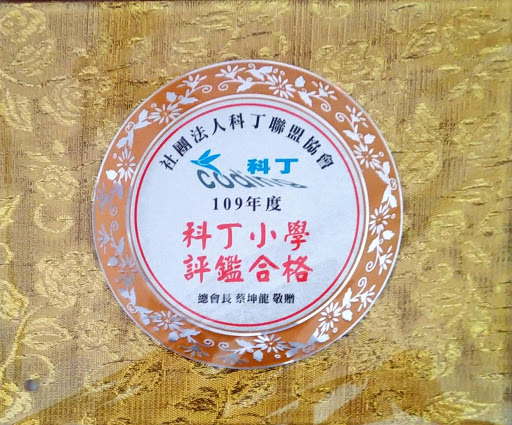 社團法人科丁聯盟協會
科丁
coding
109年度
科丁小學
評鑑合格
總會長 蔡坤龍 敬贈